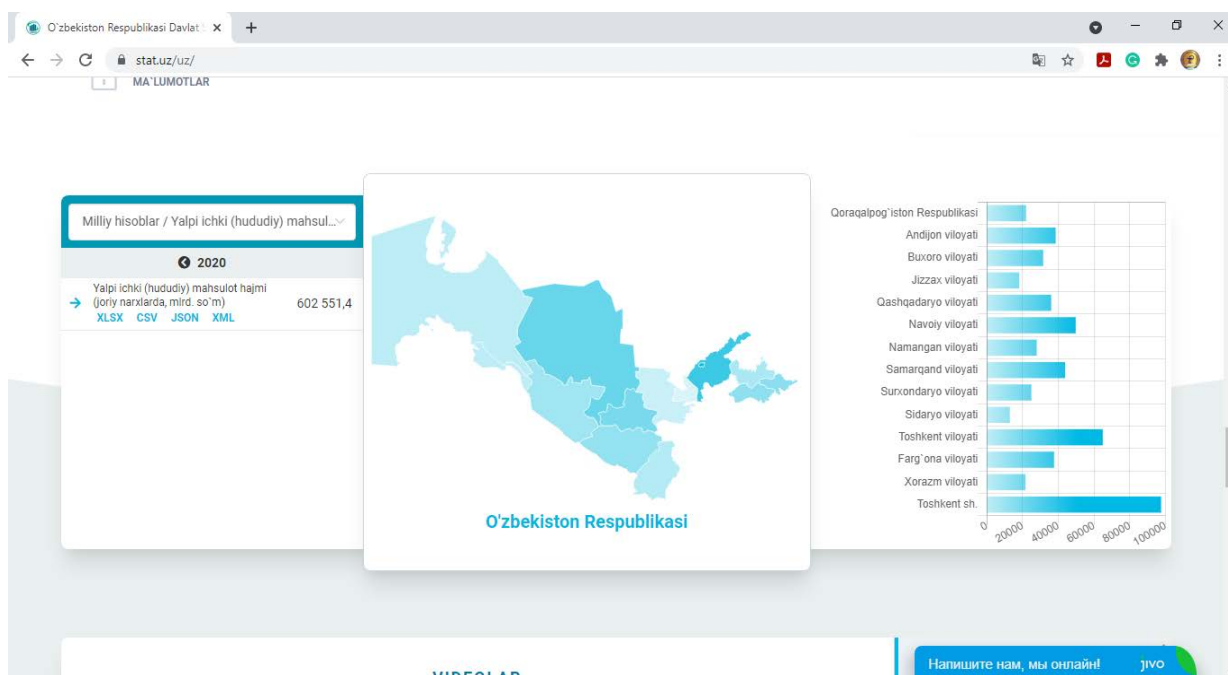 O`zbekiston Respublikasi Davlat
stat.uz/uz/
MA`LUMOTLAR
Milliy hisoblar / Yalpi ichki (hududiy) mahsul...
2020
Yalpi ichki (hududiy) mahsulot hajmi
(joriy narxlarda, mlrd. so`m)
602 551,4
XLSX CSV JSON XML
O'zbekiston Respublikasi
Qoraqalpog`iston Respublikasi
Andijon viloyati
Buxoro viloyati
Jizzax viloyati
Qashqadaryo viloyati
Navoiy viloyati
Namangan viloyati
Samarqand viloyati
Surxondaryo viloyati
Sidaryo viloyati
Toshkent viloyati
Farg`ona viloyati
Xorazm viloyati
Toshkent sh.
0 20000 40000 60000 80000 100000
VIDEOLAR
Напишите нам, мы онлайн! jivo